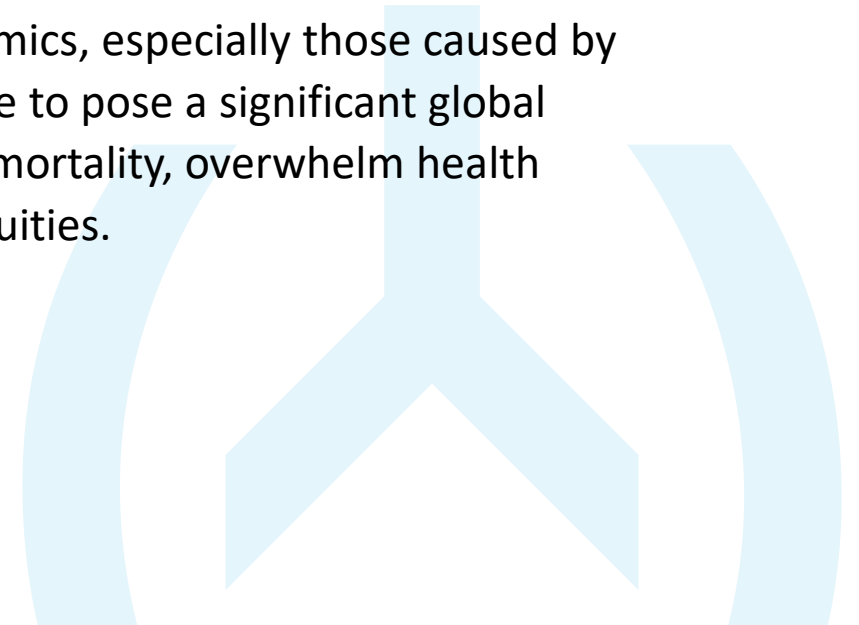 mics, especially those caused by
e to pose a significant global
mortality, overwhelm health
uities.